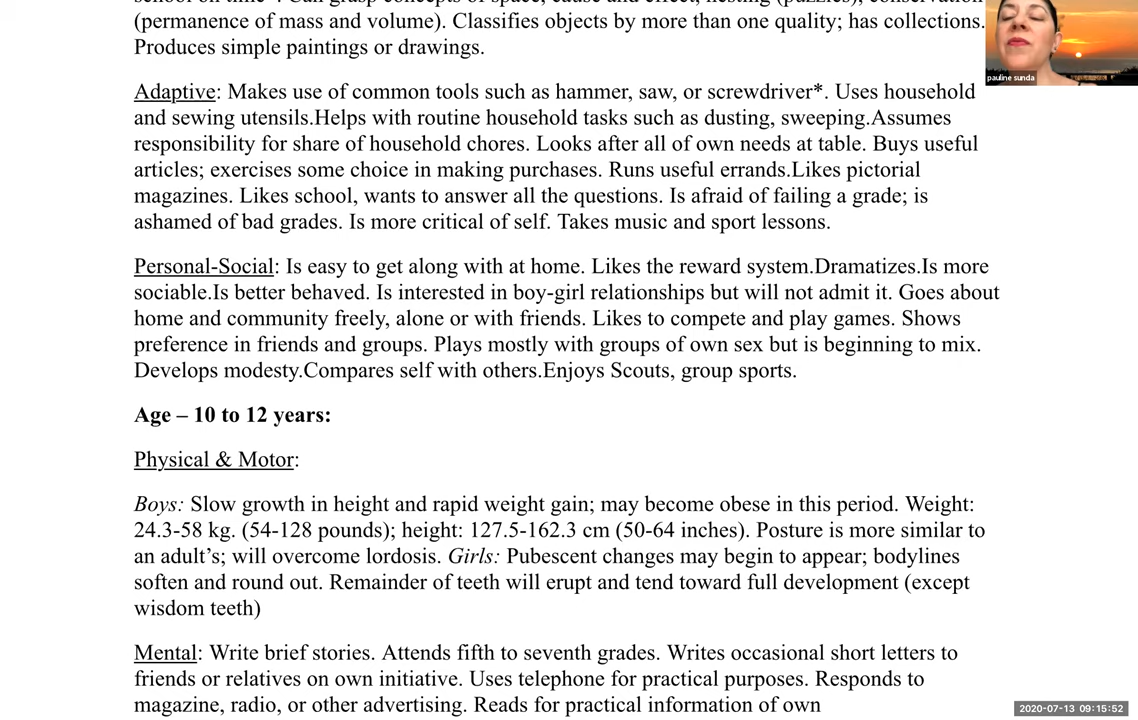 school on time*. Can grasp concepts of space, cause and effect, nesting (puzzles), conservation
(permanence of mass and volume). Classifies objects by more than one quality; has collections.
Produces simple paintings or drawings.
pauline sunda
Adaptive: Makes use of common tools such as hammer, saw, or screwdriver*. Uses household
and sewing utensils.Helps with routine household tasks such as dusting, sweeping.Assumes
responsibility for share of household chores. Looks after all of own needs at table. Buys useful
articles; exercises some choice in making purchases. Runs useful errands.Likes pictorial
magazines. Likes school, wants to answer all the questions. Is afraid of failing a grade; is
ashamed of bad grades. Is more critical of self. Takes music and sport lessons.
Personal-Social: Is easy to get along with at home. Likes the reward system.Dramatizes.Is more
sociable.Is better behaved. Is interested in boy-girl relationships but will not admit it. Goes about
home and community freely, alone or with friends. Likes to compete and play games. Shows
preference in friends and groups. Plays mostly with groups of own sex but is beginning to mix.
Develops modesty.Compares self with others.Enjoys Scouts, group sports.
Age – 10 to 12 years:
Physical & Motor:
Boys: Slow growth in height and rapid weight gain; may become obese in this period. Weight:
24.3-58 kg. (54-128 pounds); height: 127.5-162.3 cm (50-64 inches). Posture is more similar to
an adult’s; will overcome lordosis. Girls: Pubescent changes may begin to appear; bodylines
soften and round out. Remainder of teeth will erupt and tend toward full development (except
wisdom teeth)
Mental: Write brief stories. Attends fifth to seventh grades. Writes occasional short letters to
friends or relatives on own initiative. Uses telephone for practical purposes. Responds to
magazine, radio, or other advertising. Reads for practical information of own
2020-07-13 09:15:52